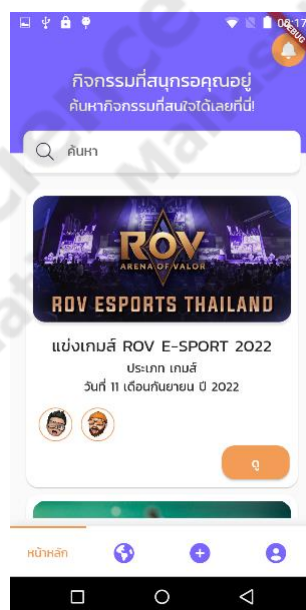 08:17
DEBUG
กิจกรรมที่สนุกรอคุณอยู่
ค้นหากิจกรรมที่สนใจได้เลยที่นี่!
ค้นหา
ROV
ARENA OF VALOR
ROV ESPORTS THAILAND
แข่งเกมส์ ROV E-SPORT 2022
ประเภท เกมส์
วันที่ 11 เดือนกันยายน ปี 2022
ดู
หน้าหลัก